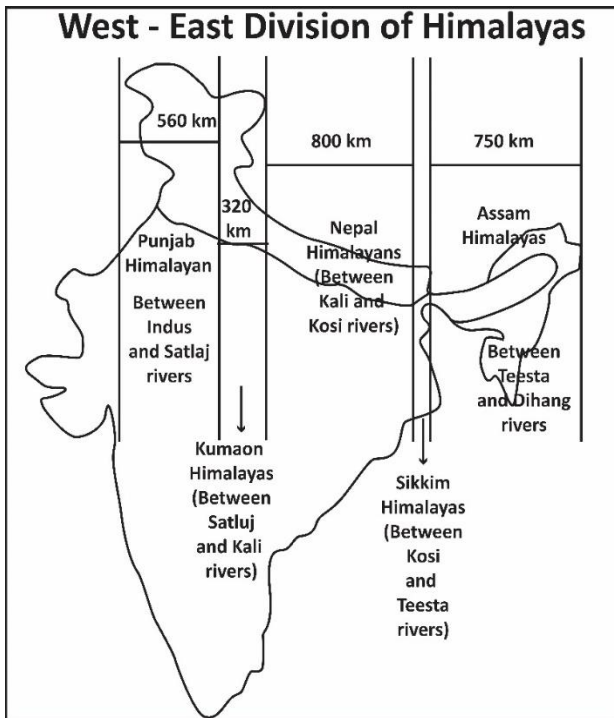 West - East Division of Himalayas
560 km
800 km
750 km
320
km
Punjab
Himalayan
Between
Indus
and Satlaj
rivers
Nepal
Himalayans
(Between
Kali and
Kosi rivers)
Assam
Himalayas
Between
Teesta
and Dihang
rivers
Kumaon
Himalayas
(Between
Satluj
and Kali
rivers)
Sikkim
Himalayas
(Between
Kosi
and
Teesta
rivers)